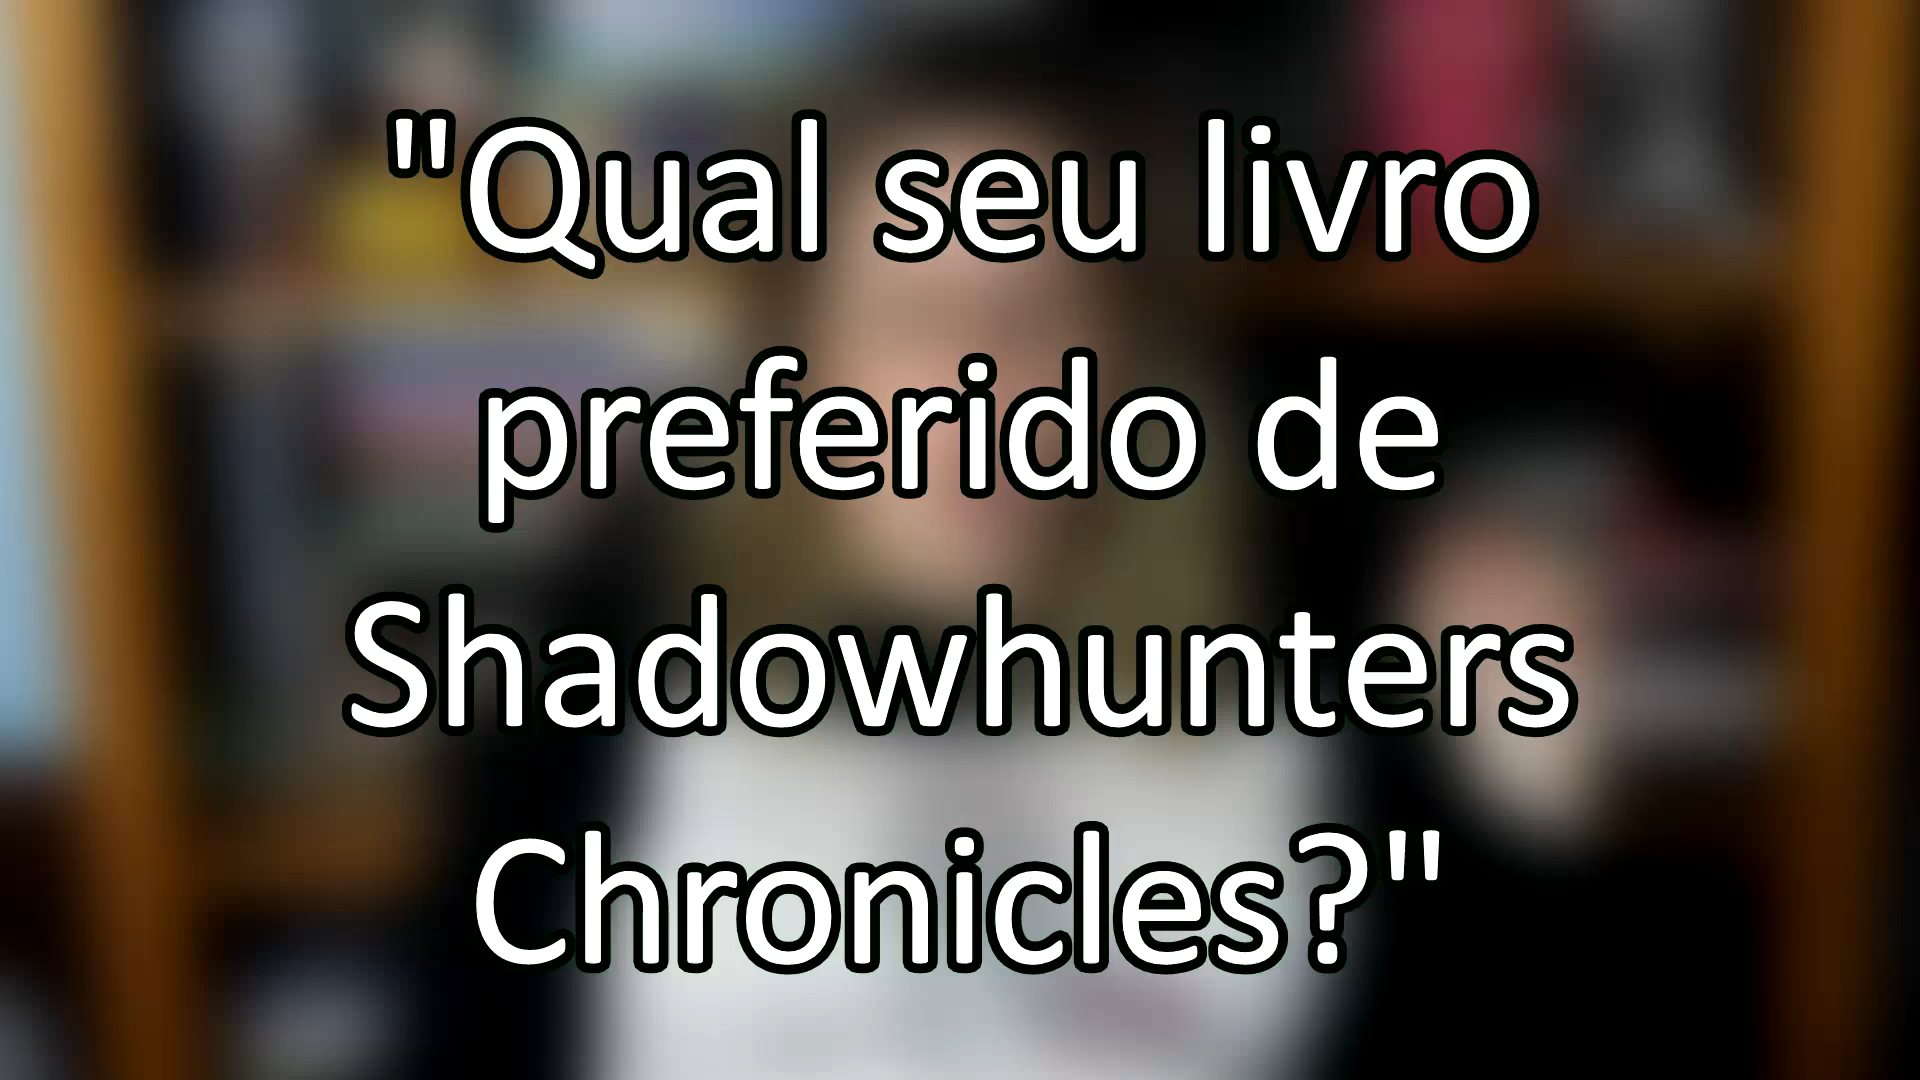 "Qual seu livro
preferido de
Shadowhunters
Chronicles?"